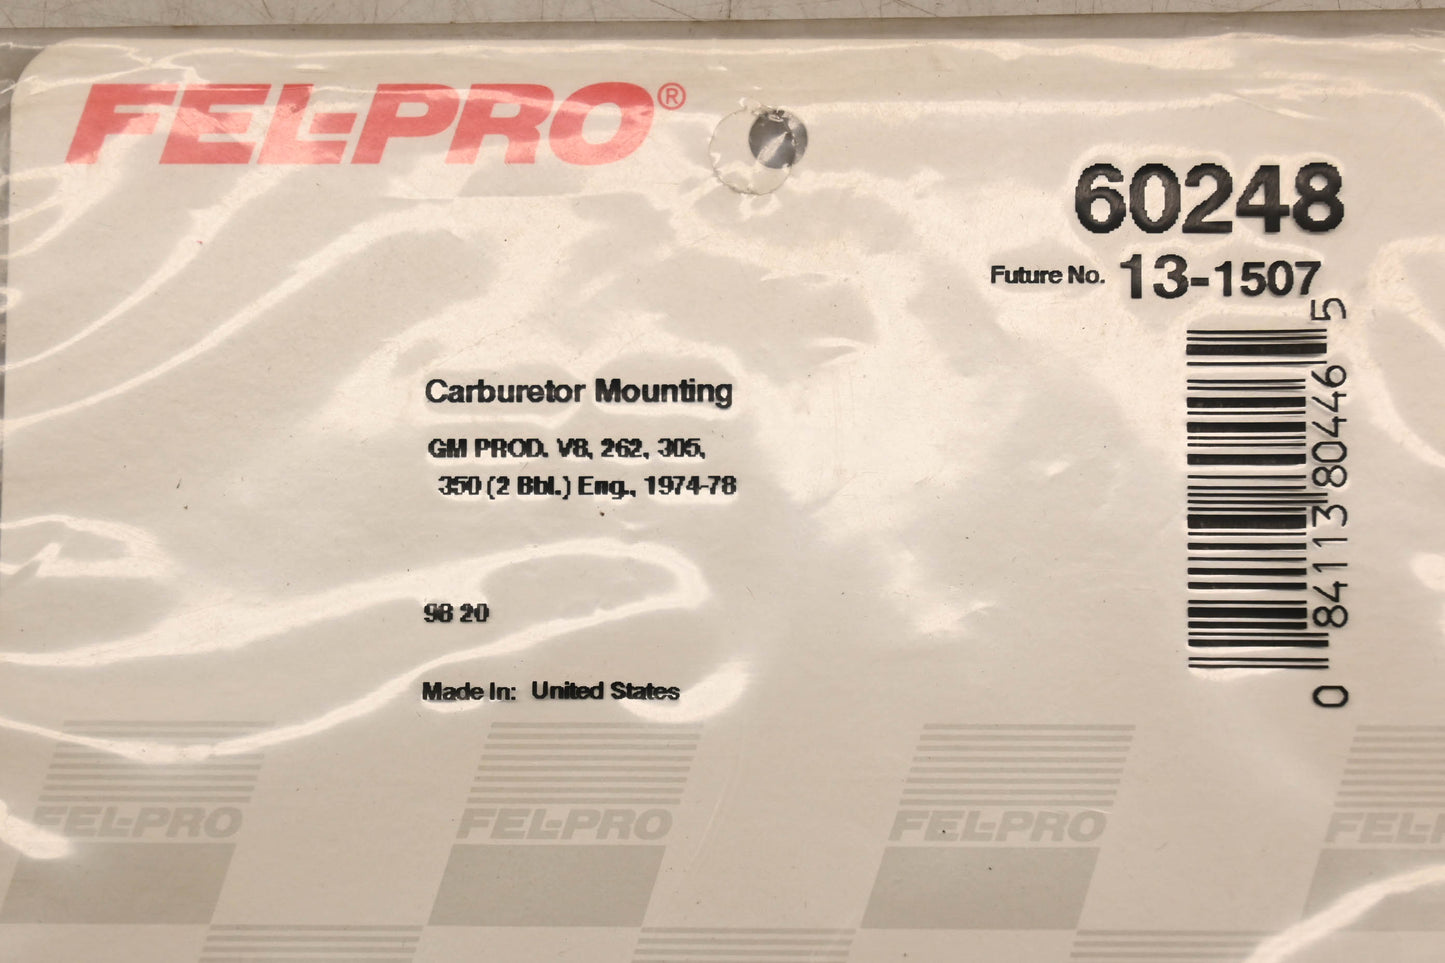 FEL-PRO®
60248
Future No. 13-1507
Carburetor Mounting
GM PROD. V8, 262, 305,
350 (2 Bbl.) Eng., 1974-78
98 20
Made In: United States
0 84113 80446 5
FEL-PRO FEL-PRO FEL-PRO FEL-